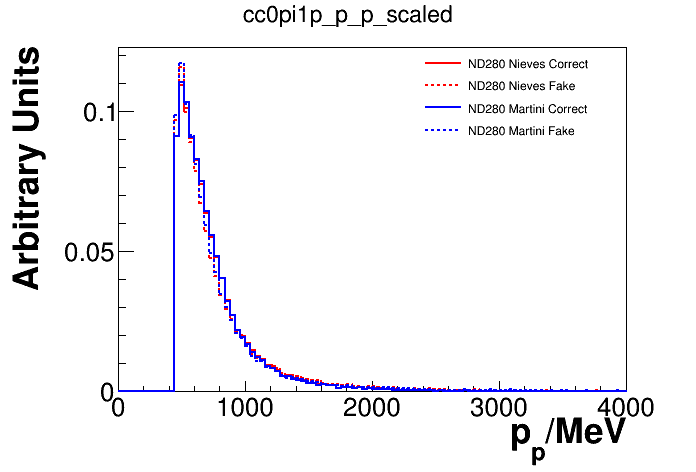 cc0pi1p_p_p_scaled
Arbitrary Units
ND280 Nieves Correct
ND280 Nieves Fake
ND280 Martini Correct
ND280 Martini Fake
0.1
0.05
0
0 1000 2000 3000 4000
p_p/MeV